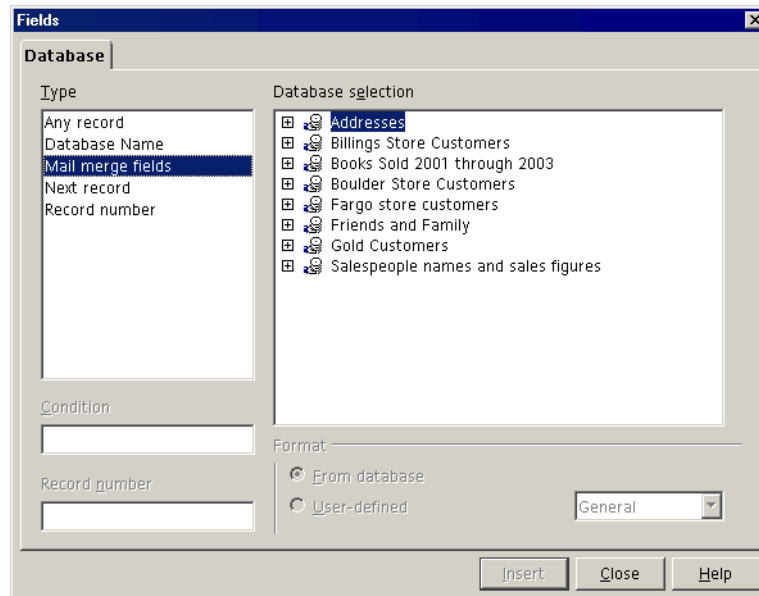 Fields
Database
Type
Any record
Database Name
Mail merge fields
Next record
Record number
Condition
Record number
Database selection
Addresses
Billings Store Customers
Books Sold 2001 through 2003
Boulder Store Customers
Fargo store customers
Friends and Family
Gold Customers
Salespeople names and sales figures
Format
From database
User-defined
General
Insert
Close
Help